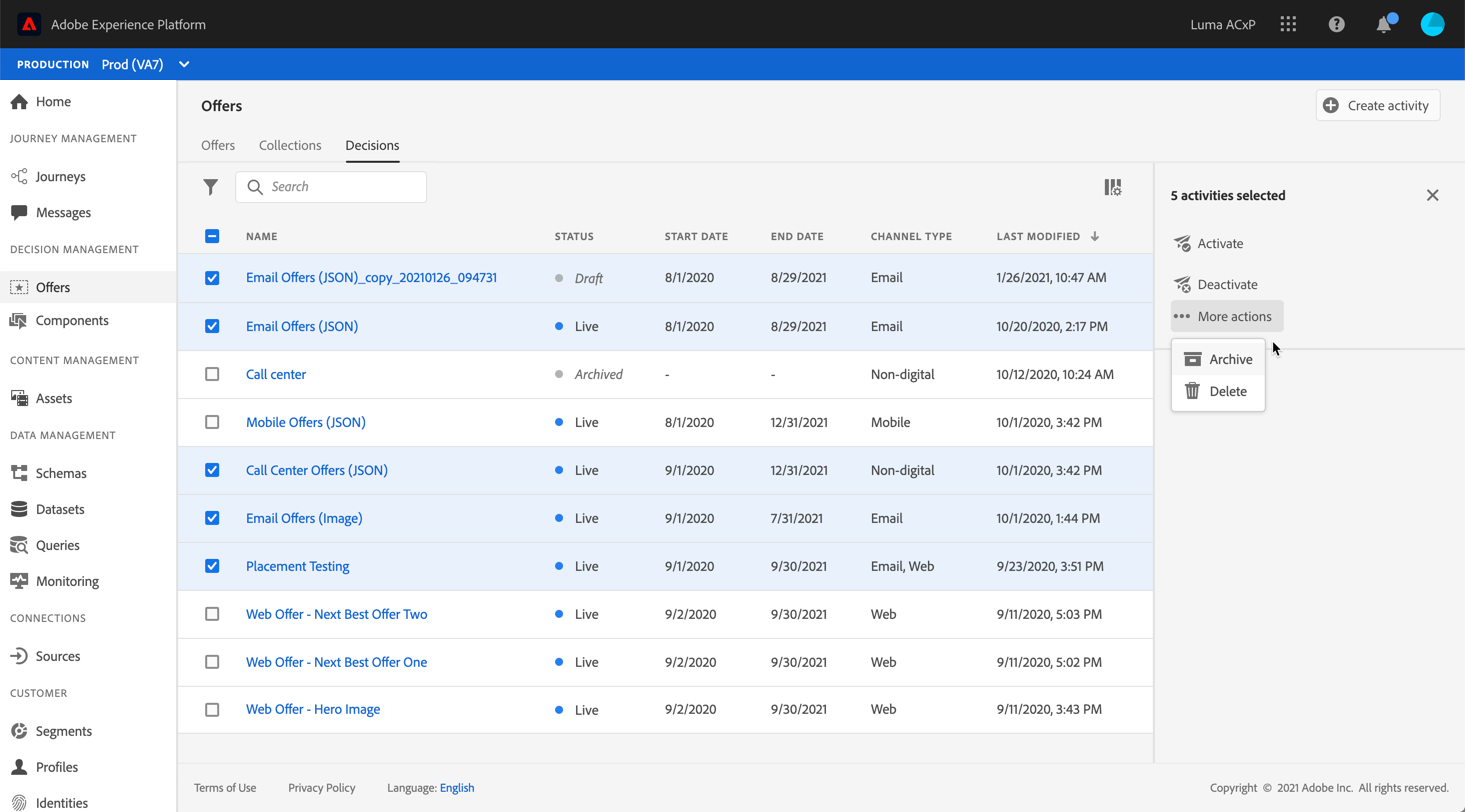 Adobe Experience Platform
Luma ACxP
PRODUCTION Prod (VA7)
Home
JOURNEY MANAGEMENT
Journeys
Messages
DECISION MANAGEMENT
Offers
Components
CONTENT MANAGEMENT
Assets
DATA MANAGEMENT
Schemas
Datasets
Queries
Monitoring
CONNECTIONS
Sources
CUSTOMER
Segments
Profiles
Identities
Offers
Create activity
Offers Collections Decisions
Search
NAME STATUS START DATE END DATE CHANNEL TYPE LAST MODIFIED
Email Offers (JSON)_copy_20210126_094731 Draft 8/1/2020 8/29/2021 Email 1/26/2021, 10:47 AM
Email Offers (JSON) Live 8/1/2020 8/29/2021 Email 10/20/2020, 2:17 PM
Call center Archived - - Non-digital 10/12/2020, 10:24 AM
Mobile Offers (JSON) Live 8/1/2020 12/31/2021 Mobile 10/1/2020, 3:42 PM
Call Center Offers (JSON) Live 9/1/2020 12/31/2021 Non-digital 10/1/2020, 3:42 PM
Email Offers (Image) Live 9/1/2020 7/31/2021 Email 10/1/2020, 1:44 PM
Placement Testing Live 9/1/2020 9/30/2021 Email, Web 9/23/2020, 3:51 PM
Web Offer - Next Best Offer Two Live 9/2/2020 9/30/2021 Web 9/11/2020, 5:03 PM
Web Offer - Next Best Offer One Live 9/2/2020 9/30/2021 Web 9/11/2020, 5:02 PM
Web Offer - Hero Image Live 9/2/2020 9/30/2021 Web 9/11/2020, 3:43 PM
5 activities selected
Activate
Deactivate
More actions
Archive
Delete
Terms of Use Privacy Policy Language: English
Copyright © 2021 Adobe Inc. All rights reserved.